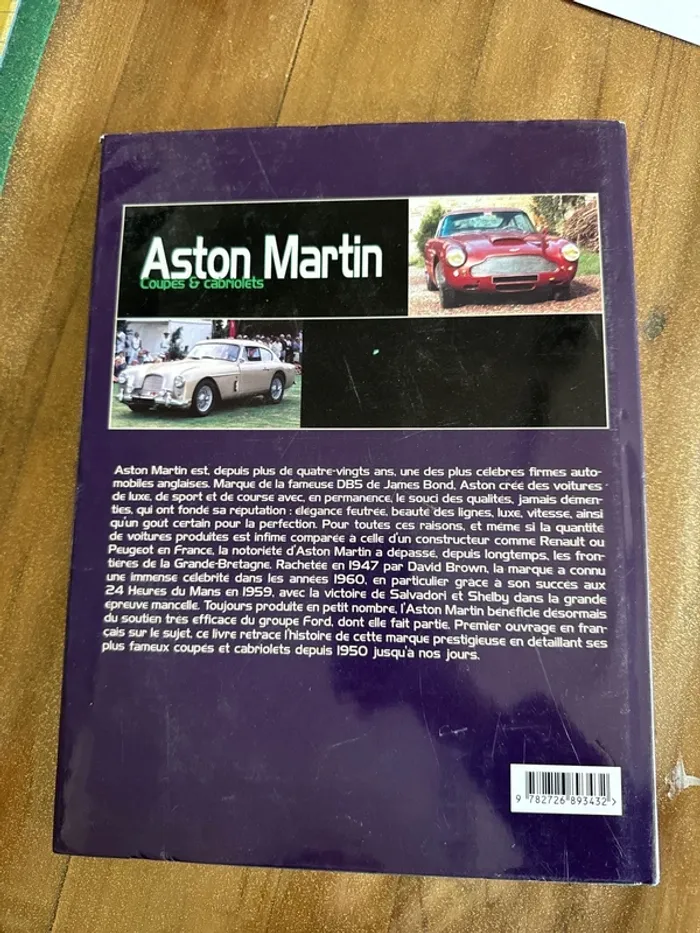 Aston Martin
Coupés & cabriolets
Aston Martin est, depuis plus de quatre-vingts ans, une des plus célèbres firmes auto-
mobiles anglaises. Marque de la fameuse DB5 de James Bond, Aston crée des voitures
de luxe, de sport et de course avec, en permanence, le souci des qualités, jamais démen-
ties, qui ont fondé sa réputation : élégance feutrée, beauté des lignes, luxe, vitesse, ainsi
qu'un goût certain pour la perfection. Pour toutes ces raisons, et même si la quantité
de voitures produites est infime comparée à celle d'un constructeur comme Renault ou
Peugeot en France, la notoriété d'Aston Martin a dépassé, depuis longtemps, les fron-
tières de la Grande-Bretagne. Rachetée en 1947 par David Brown, la marque a connu
une immense célébrité dans les années 1960, en particulier grâce à son succès aux
24 Heures du Mans en 1959, avec la victoire de Salvadori et Shelby dans la grande
épreuve mancelle. Toujours produite en petit nombre, l'Aston Martin bénéficie désormais
du soutien très efficace du groupe Ford, dont elle fait partie. Premier ouvrage en fran-
çais sur le sujet, ce livre retrace l'histoire de cette marque prestigieuse en détaillant ses
plus fameux coupés et cabriolets depuis 1950 jusqu'à nos jours.
9 782726 893432 >